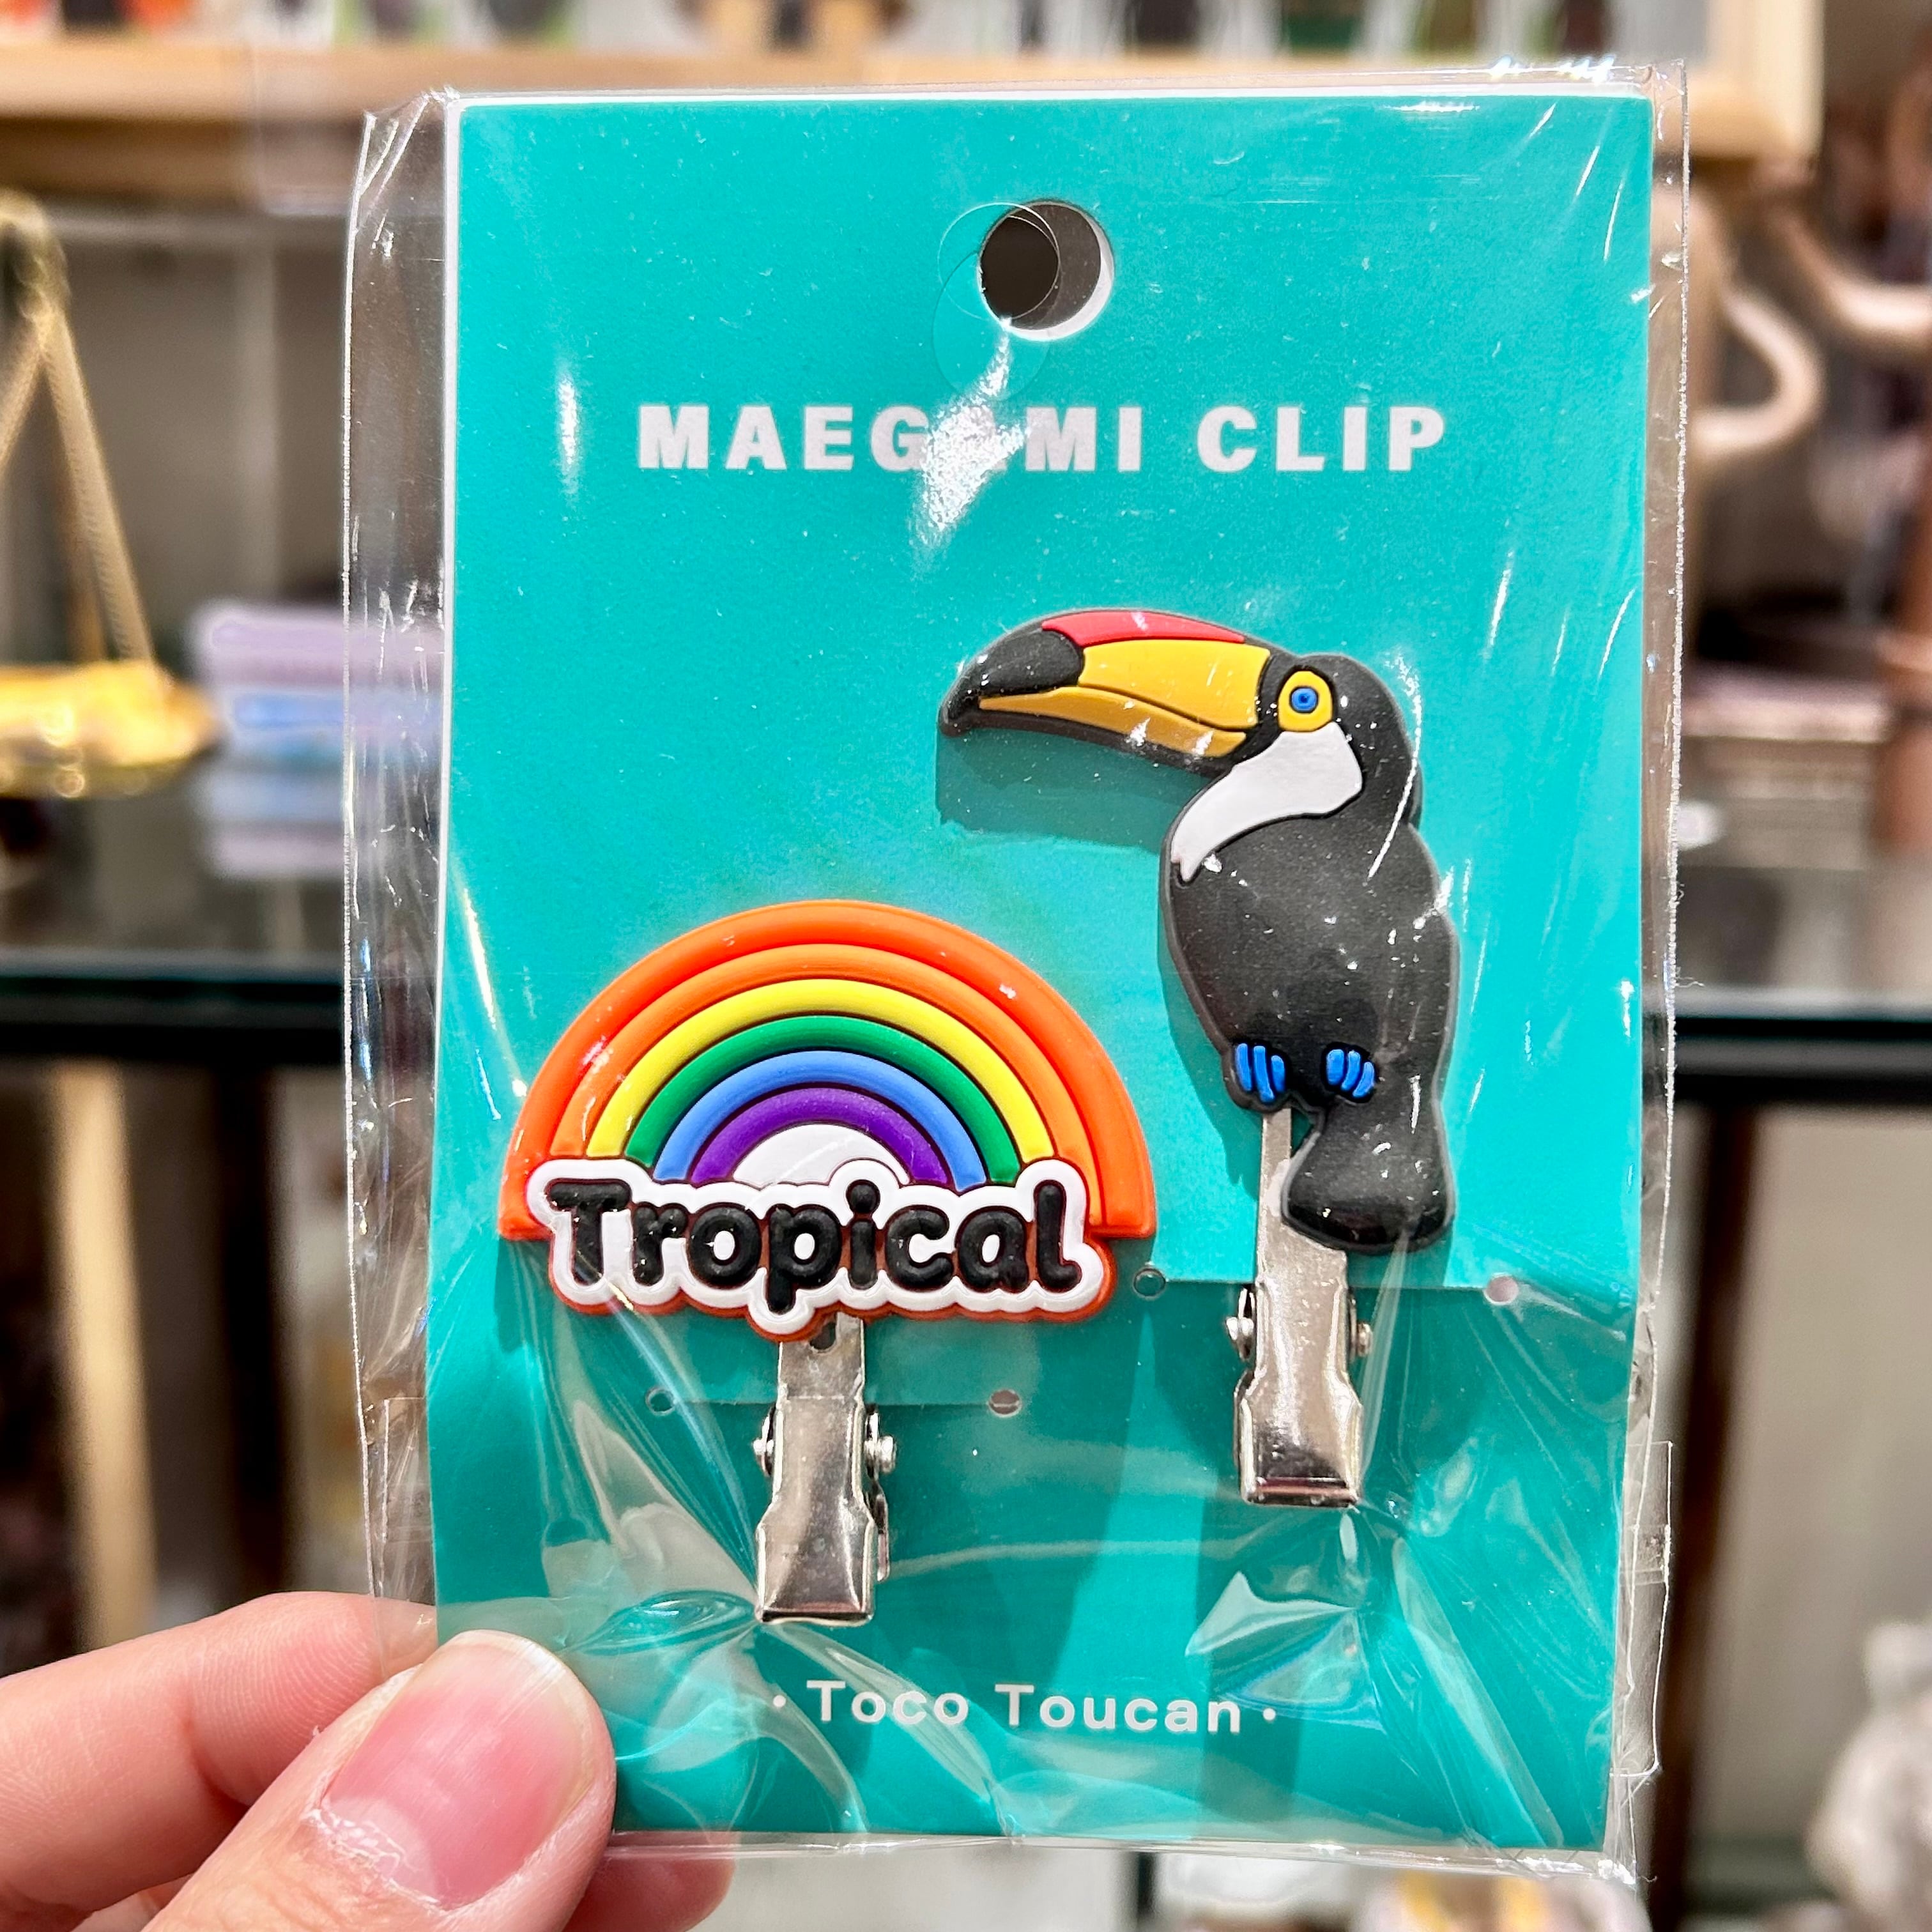 MAEGAMI CLIP
Tropical
· Toco Toucan ·